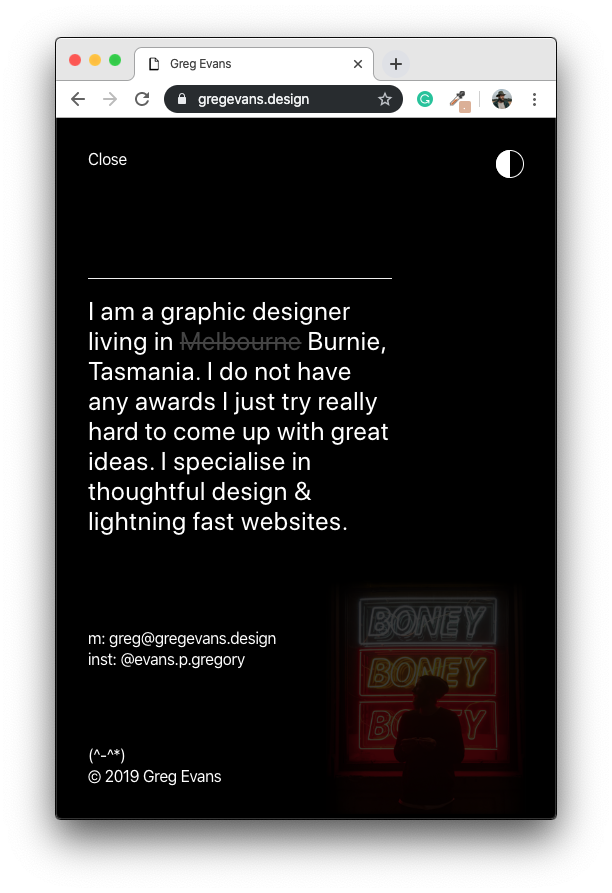 Greg Evans
gregevans.design
Close
I am a graphic designer
living in Melbourne Burnie,
Tasmania. I do not have
any awards I just try really
hard to come up with great
ideas. I specialise in
thoughtful design &
lightning fast websites.
m: greg@gregevans.design
inst: @evans.p.gregory
(^-^*)
© 2019 Greg Evans
BONEY
BONEY